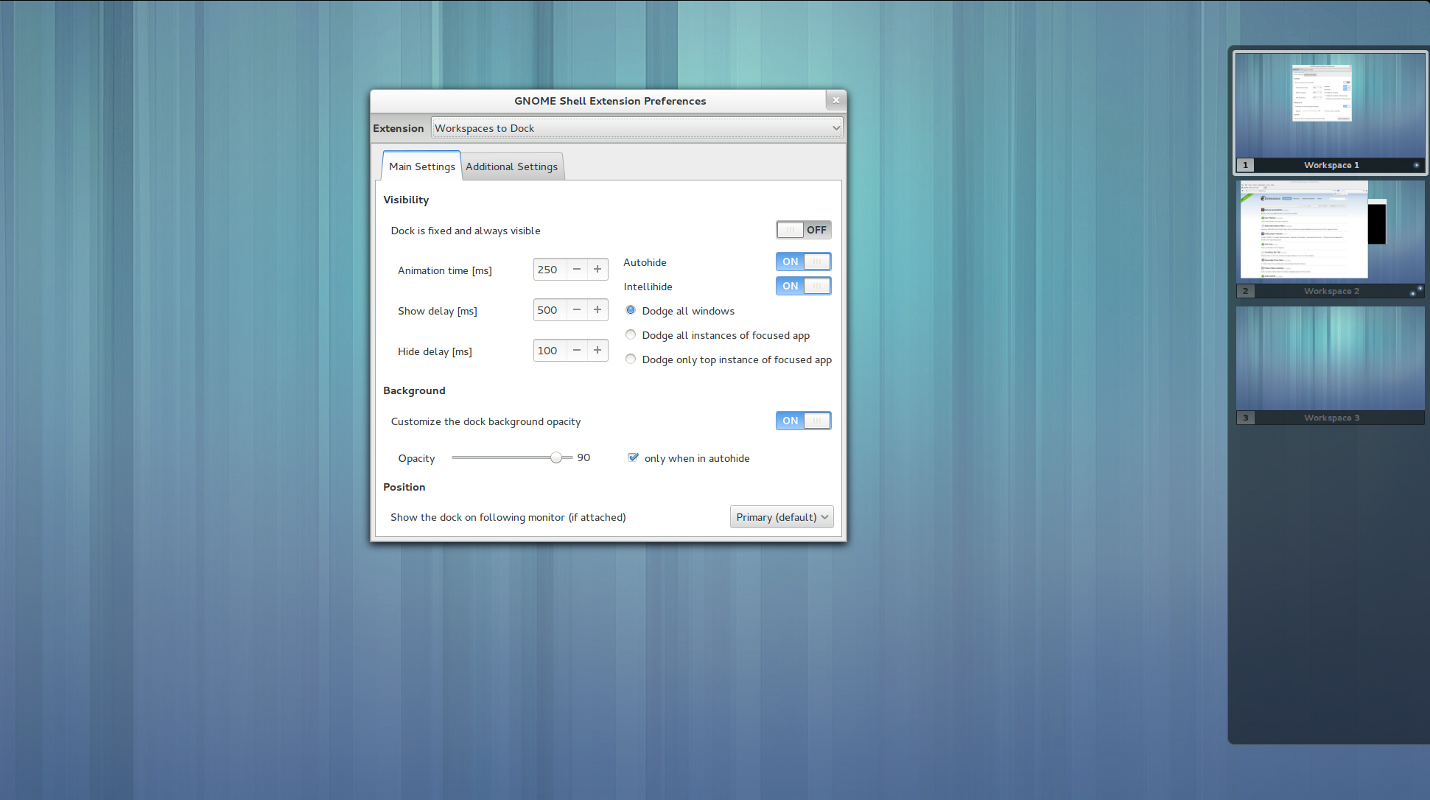 GNOME Shell Extension Preferences
Extension Workspaces to Dock
Main Settings Additional Settings
Visibility
Dock is fixed and always visible OFF
Animation time [ms] 250
Autohide ON
Intellihide ON
Show delay [ms] 500
Dodge all windows
Dodge all instances of focused app
Hide delay [ms] 100
Dodge only top instance of focused app
Background
Customize the dock background opacity ON
Opacity 90 only when in autohide
Position
Show the dock on following monitor (if attached) Primary (default)
1 Workspace 1
2 Workspace 2
3 Workspace 3